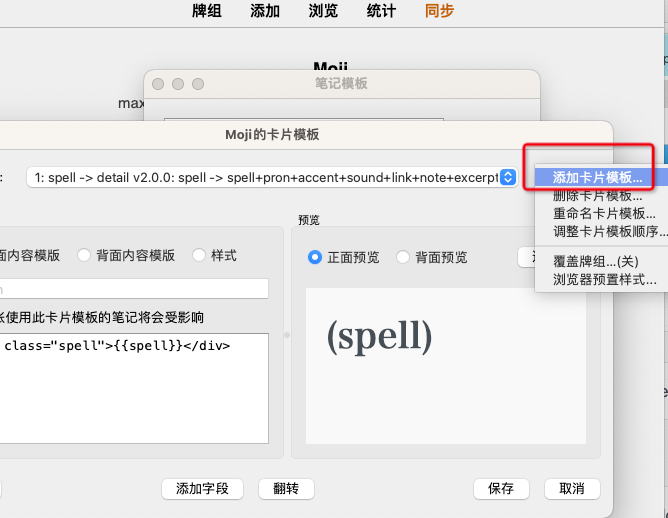 牌组 添加 浏览 统计 同步
Moji
笔记模板
max
Moji的卡片模板
: 1: spell -> detail v2.0.0: spell -> spell+pron+accent+sound+link+note+excerpt
添加卡片模板...
删除卡片模板...
重命名卡片模板...
调整卡片模板顺序...
覆盖牌组...(关)
浏览器预置样式...
预览
面内容模版 背面内容模版 样式
正面预览 背面预览
使用此卡片模板的笔记将会受影响
class="spell">{{spell}}</div>
(spell)
添加字段 翻转 保存 取消